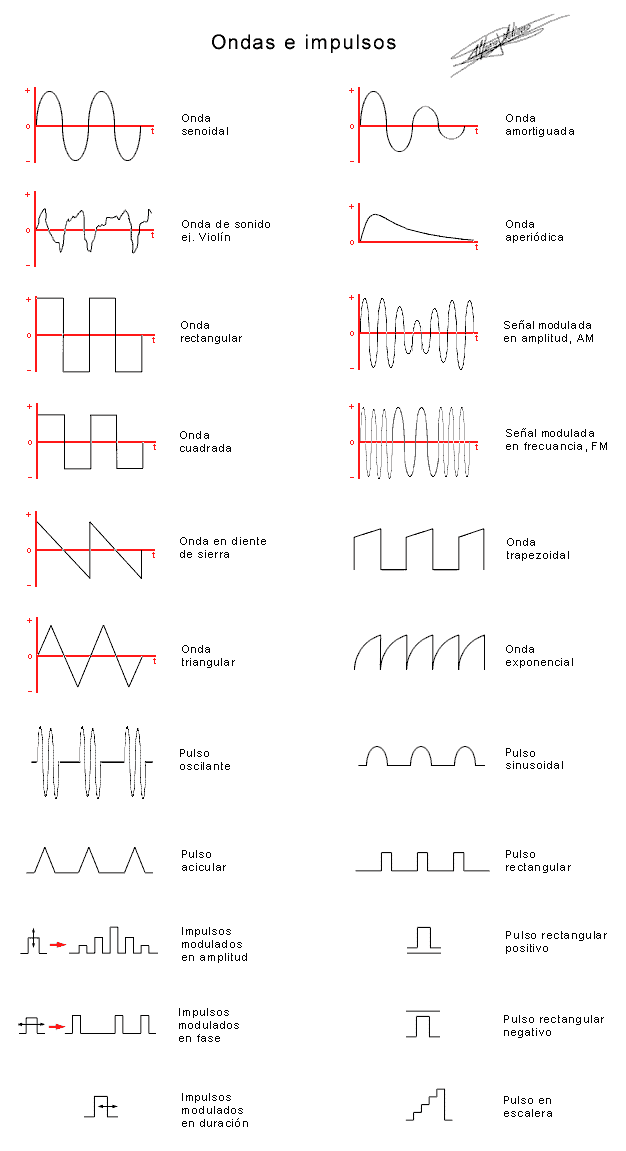 Ondas e impulsos
+
0
t
-
Onda
senoidal
+
0
t
-
Onda
amortiguada
+
0
t
-
Onda de sonido
ej. Violín
+
0
t
Onda
aperiódica
+
0
t
-
Onda
rectangular
+
0
t
-
Señal modulada
en amplitud, AM
+
0
t
-
Onda
cuadrada
+
0
t
-
Señal modulada
en frecuancia, FM
+
0
t
-
Onda en diente
de sierra
Onda
trapezoidal
+
0
t
-
Onda
triangular
Onda
exponencial
Pulso
oscilante
Pulso
sinusoidal
Pulso
acicular
Pulso
rectangular
Impulsos
modulados
en amplitud
Pulso rectangular
positivo
Impulsos
modulados
en fase
Pulso rectangular
negativo
Impulsos
modulados
en duración
Pulso en
escalera